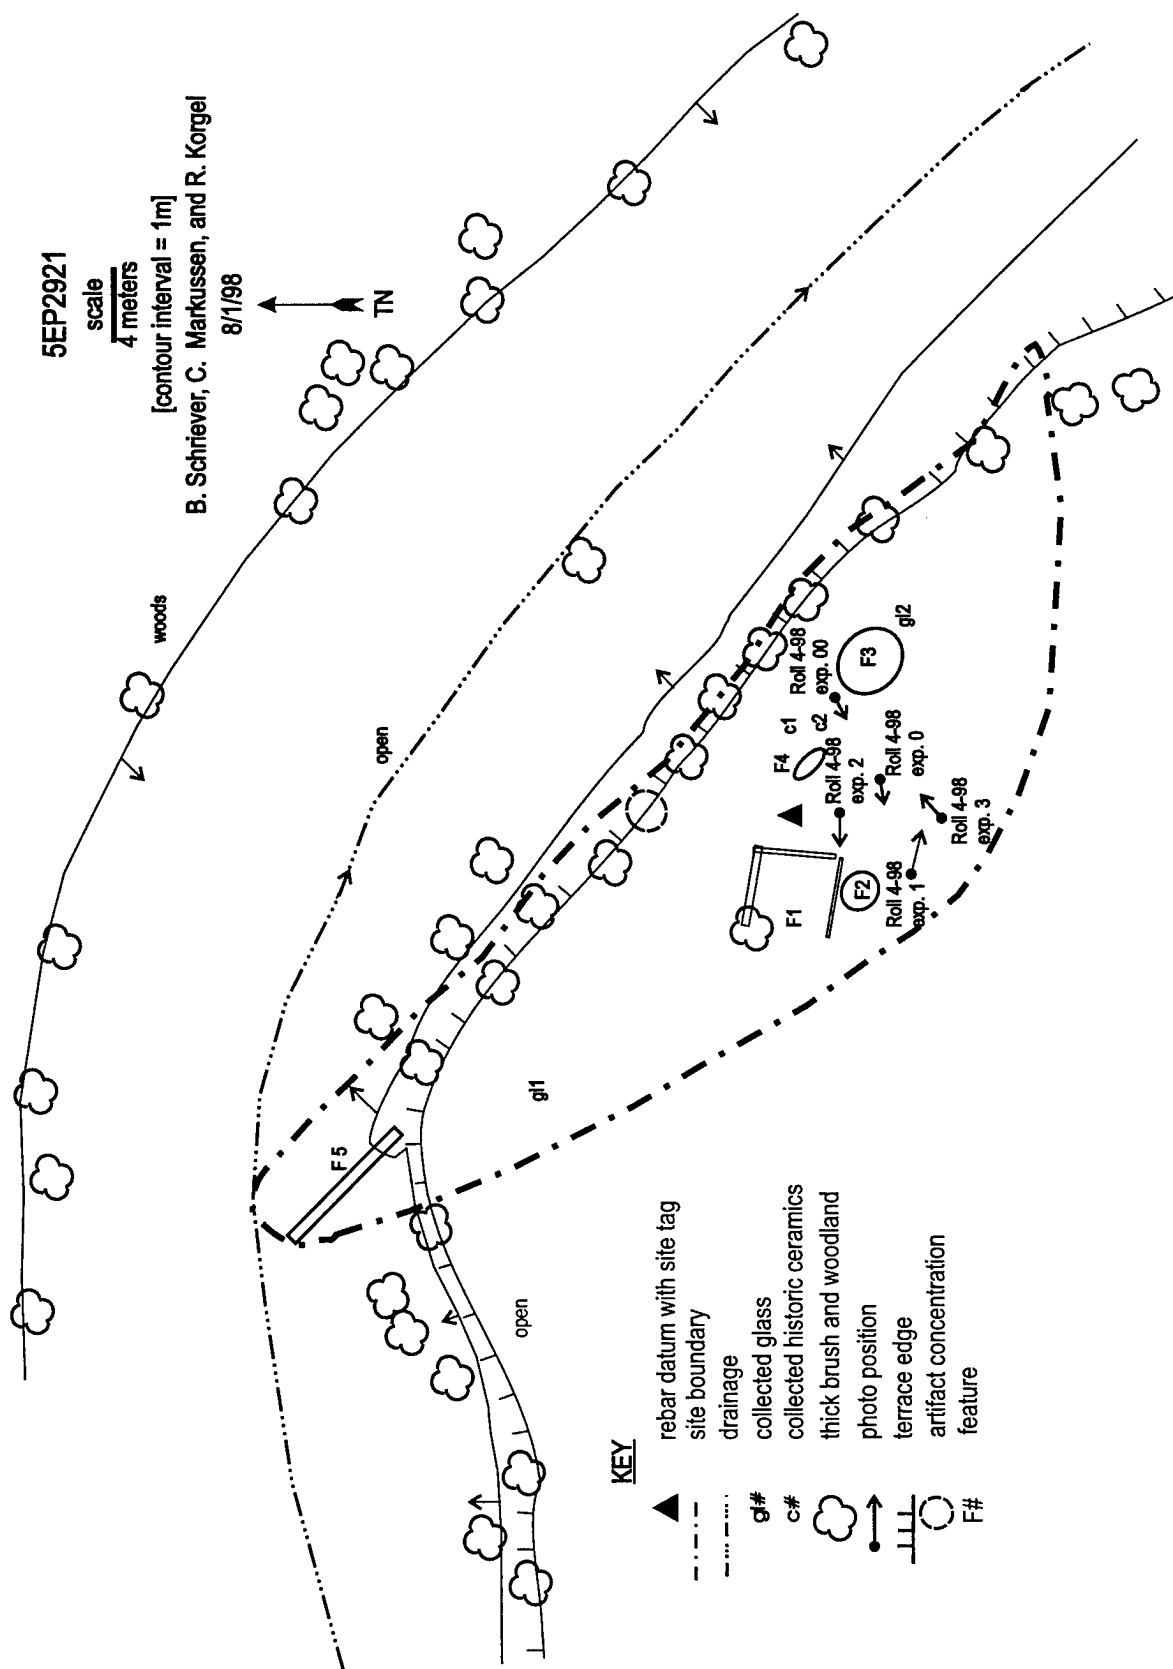 5EP2921
scale
4 meters
[contour interval = 1m]
B. Schriever, C. Markussen, and R. Korgel
8/1/98
TN
woods
open
F 5
gl1
open
F1
F2
F4
c1
c2
Roll 4-98
exp. 00
F3
gl2
Roll 4-98
exp. 2
Roll 4-98
exp. 0
Roll 4-98
exp. 1
Roll 4-98
exp. 3
KEY
rebar datum with site tag
site boundary
drainage
gl# collected glass
c# collected historic ceramics
thick brush and woodland
photo position
terrace edge
artifact concentration
F# feature